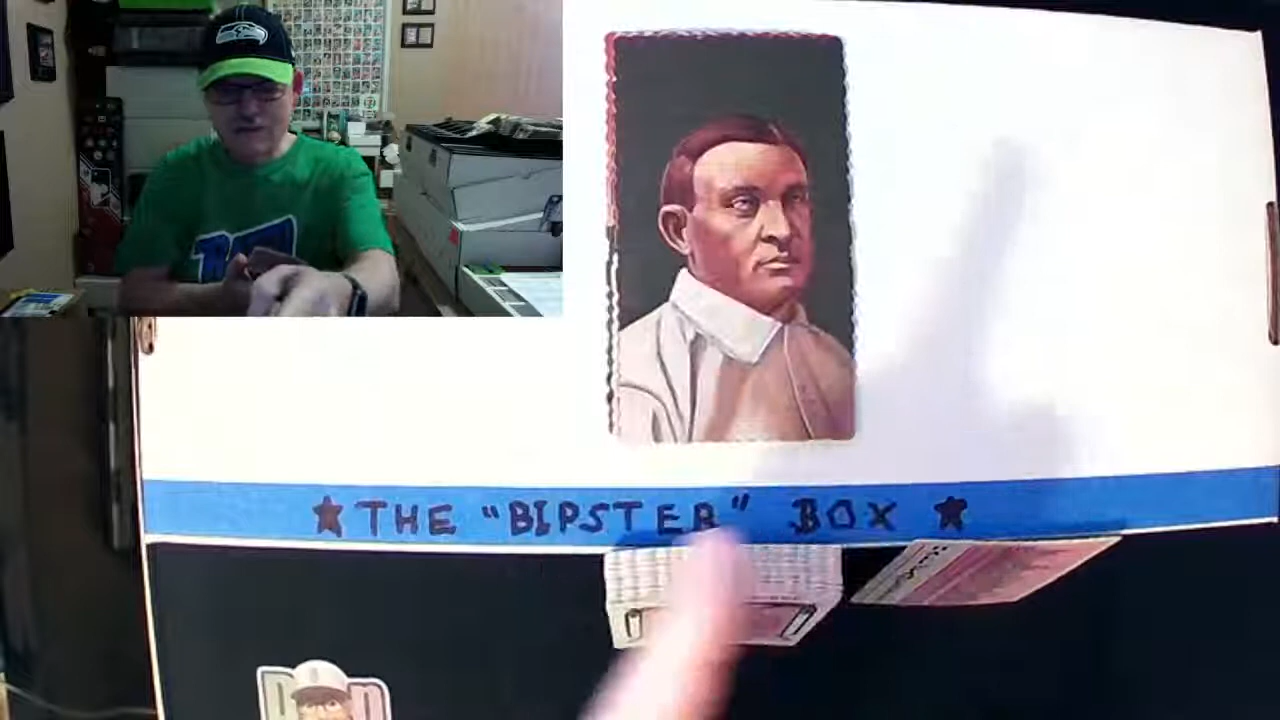 ★ THE "BIPSTER" BOX ★